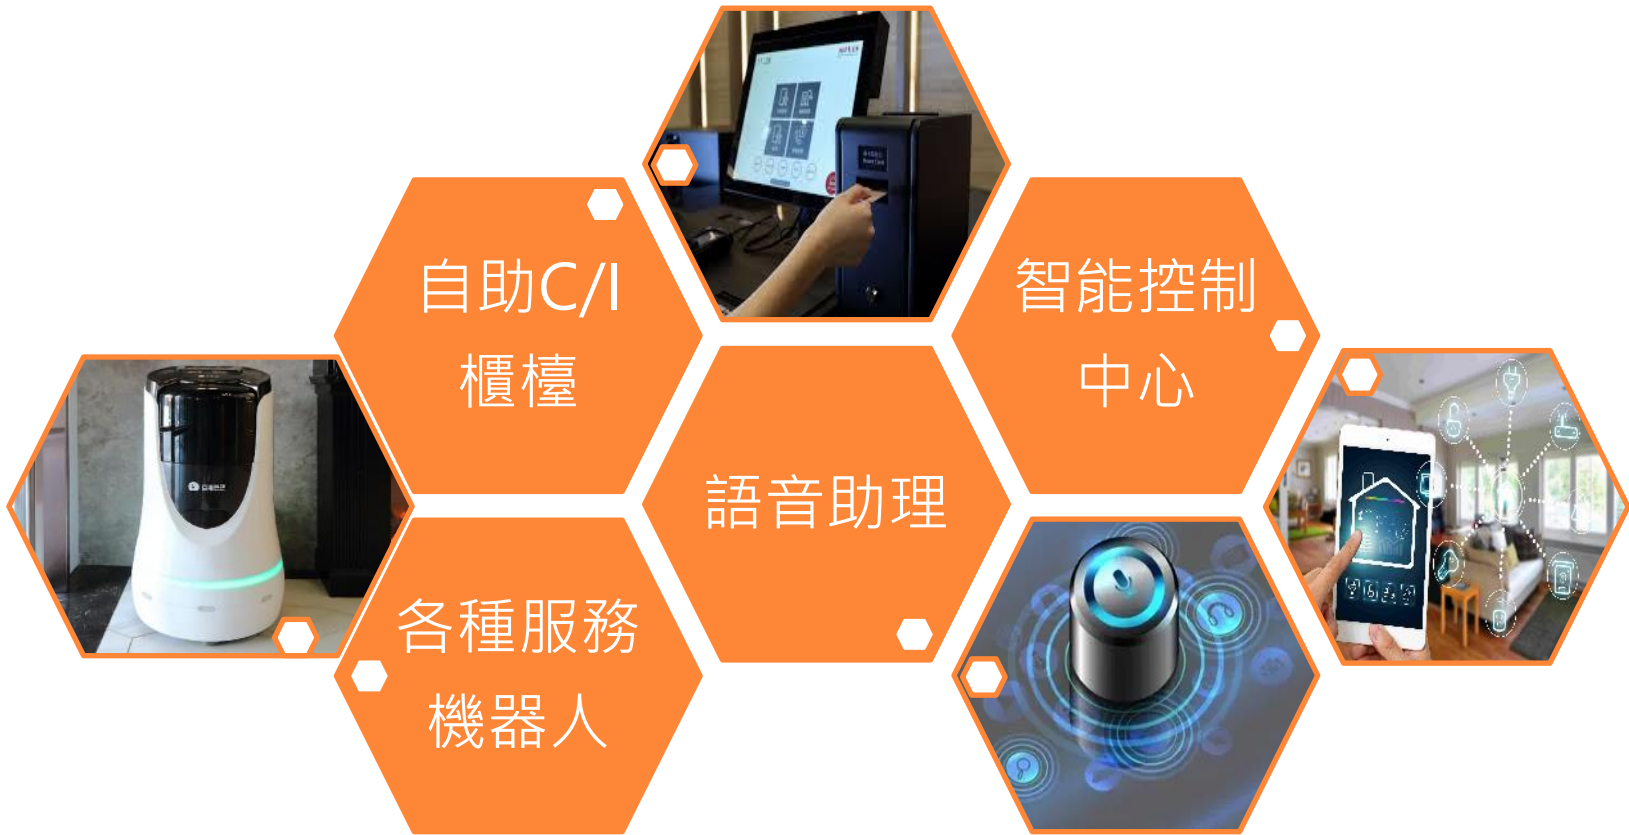 自助C/I
櫃檯
智能控制
中心
語音助理
各種服務
機器人